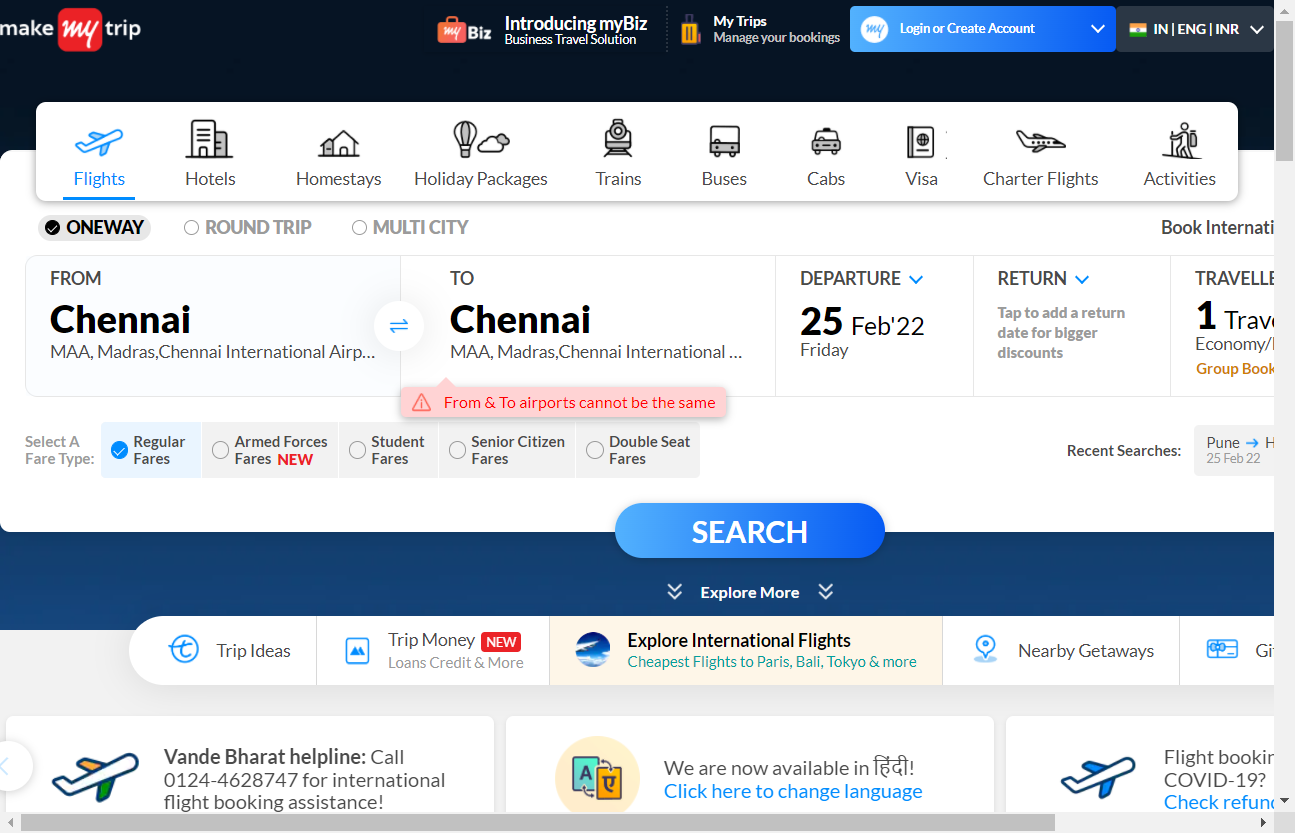 make my trip
my Biz
Introducing myBiz
Business Travel Solution
My Trips
Manage your bookings
my
Login or Create Account
IN | ENG | INR
Flights
Hotels
Homestays
Holiday Packages
Trains
Buses
Cabs
Visa
Charter Flights
Activities
ONEWAY
ROUND TRIP
MULTI CITY
Book Internati
FROM
Chennai
MAA, Madras,Chennai International Airp...
TO
Chennai
MAA, Madras,Chennai International ...
DEPARTURE
25 Feb'22
Friday
RETURN
Tap to add a return
date for bigger
discounts
TRAVELLE
1 Trave
Economy/
Group Book
From & To airports cannot be the same
Select A
Fare Type:
Regular
Fares
Armed Forces
Fares NEW
Student
Fares
Senior Citizen
Fares
Double Seat
Fares
Recent Searches:
Pune → H
25 Feb 22
SEARCH
Explore More
Trip Ideas
Trip Money NEW
Loans Credit & More
Explore International Flights
Cheapest Flights to Paris, Bali, Tokyo & more
Nearby Getaways
Gi
Vande Bharat helpline: Call
0124-4628747 for international
flight booking assistance!
A ए
We are now available in हिंदी!
Click here to change language
Flight bookin
COVID-19?
Check refund